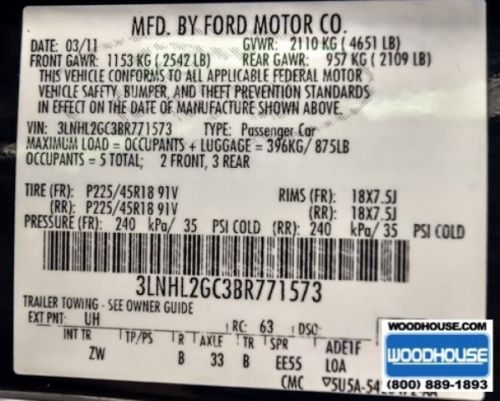 MFD. BY FORD MOTOR CO.
DATE: 03/11 GVWR: 2110 KG ( 4651 LB)
FRONT GAWR: 1153 KG ( 2542 LB) REAR GAWR: 957 KG ( 2109 LB)
THIS VEHICLE CONFORMS TO ALL APPLICABLE FEDERAL MOTOR
VEHICLE SAFETY, BUMPER, AND THEFT PREVENTION STANDARDS
IN EFFECT ON THE DATE OF MANUFACTURE SHOWN ABOVE.
VIN: 3LNHL2GC3BR771573 TYPE: Passenger Car
MAXIMUM LOAD = OCCUPANTS + LUGGAGE = 396KG/ 875LB
OCCUPANTS = 5 TOTAL; 2 FRONT, 3 REAR
TIRE (FR): P225/45R18 91V RIMS (FR): 18X7.5J
(RR): P225/45R18 91V (RR): 18X7.5J
PRESSURE (FR): 240 kPa/ 35 PSI COLD (RR): 240 kPa/ 35 PSI COLD
3LNHL2GC3BR771573
TRAILER TOWING - SEE OWNER GUIDE
EXT PNT: UH RC: 63 DSO:
INT TR TP/PS R AXLE TR SPR ADE1F
ZW B 33 B EE55 LOA
CMC
WOODHOUSE.COM
WOODHOUSE
(800) 889-1893